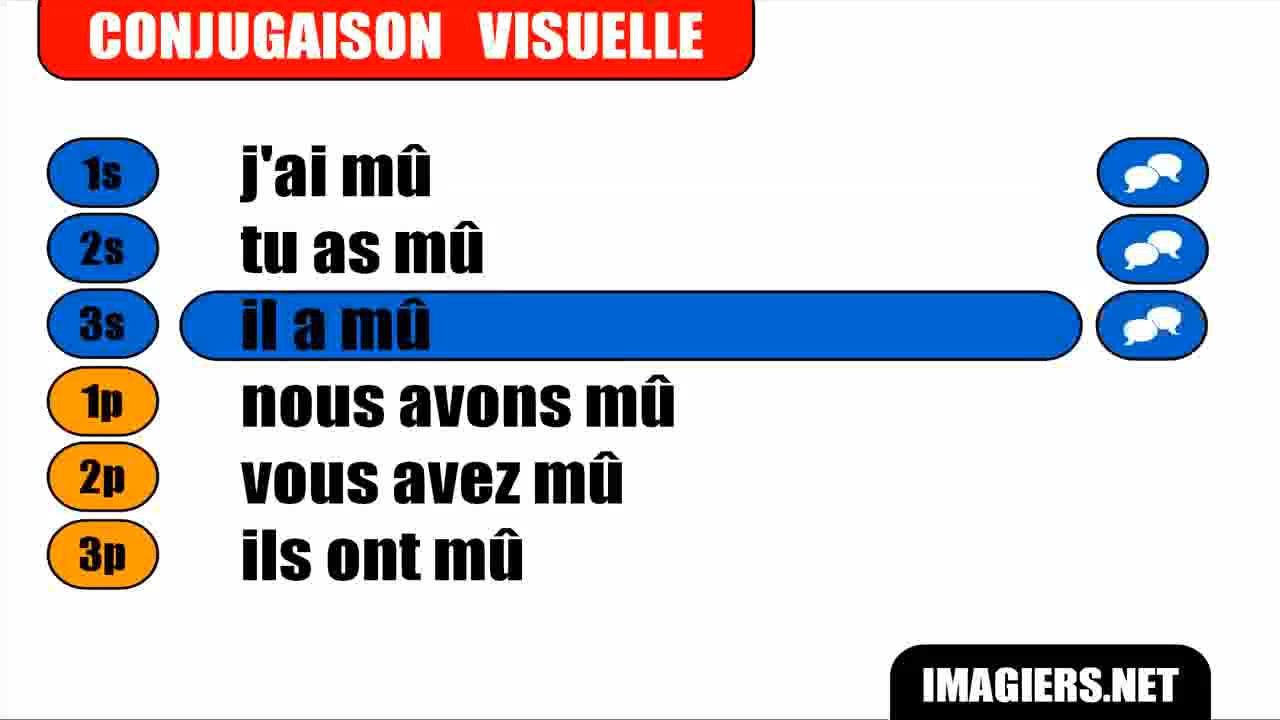 CONJUGAISON VISUELLE
1s j'ai mû
2s tu as mû
3s il a mû
1p nous avons mû
2p vous avez mû
3p ils ont mû
IMAGIERS.NET